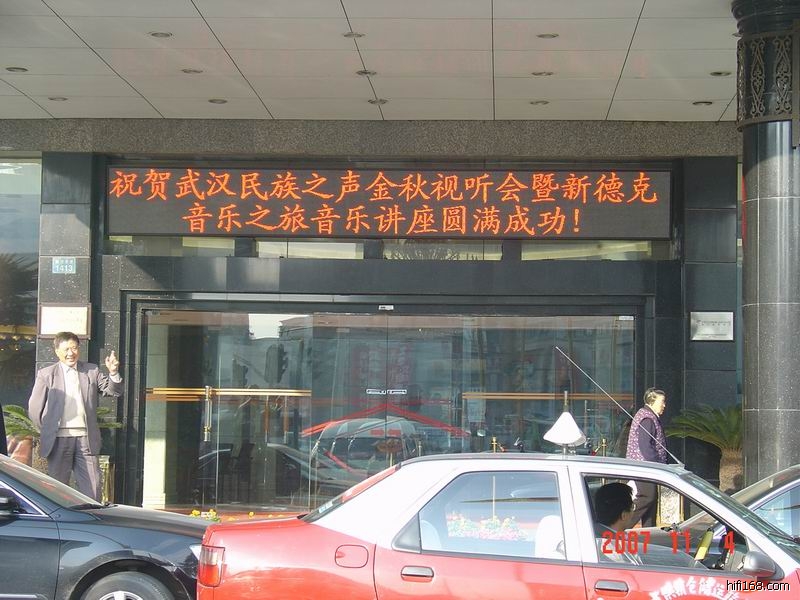 祝贺武汉民族之声金秋视听会暨新德克
音乐之旅音乐讲座圆满成功！
1413
2007 11 4
hifi168.com